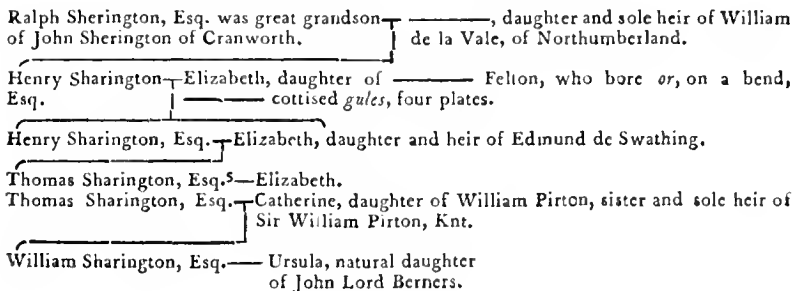 Ralph Sherington, Esq. was great grandson ———, daughter and sole heir of William
of John Sherington of Cranworth. de la Vale, of Northumberland.
Henry Sharington Elizabeth, daughter of ——— Felton, who bore or, on a bend,
Esq. ——— cottised gules, four plates.
Henry Sharington, Esq. Elizabeth, daughter and heir of Edmund de Swathing.
Thomas Sharington, Esq.⁵—Elizabeth.
Thomas Sharington, Esq. Catherine, daughter of William Pirton, sister and sole heir of
Sir William Pirton, Knt.
William Sharington, Esq.—— Ursula, natural daughter
of John Lord Berners.